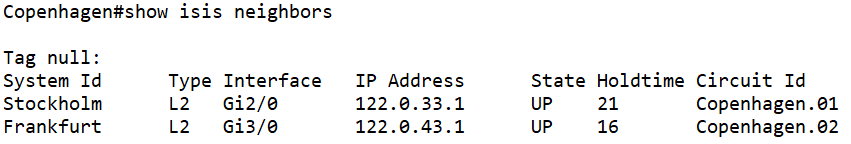 Copenhagen#show isis neighbors
Tag null:
System Id Type Interface IP Address State Holdtime Circuit Id
Stockholm L2 Gi2/0 122.0.33.1 UP 21 Copenhagen.01
Frankfurt L2 Gi3/0 122.0.43.1 UP 16 Copenhagen.02